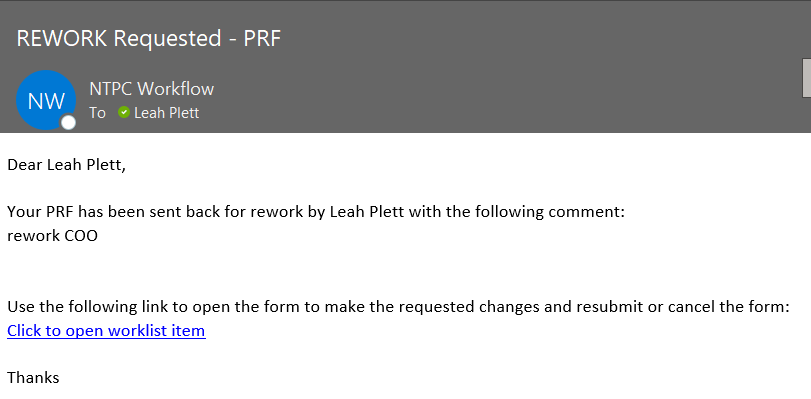 REWORK Requested - PRF
NW
NTPC Workflow
To Leah Plett
Dear Leah Plett,
Your PRF has been sent back for rework by Leah Plett with the following comment:
rework COO
Use the following link to open the form to make the requested changes and resubmit or cancel the form:
Click to open worklist item
Thanks